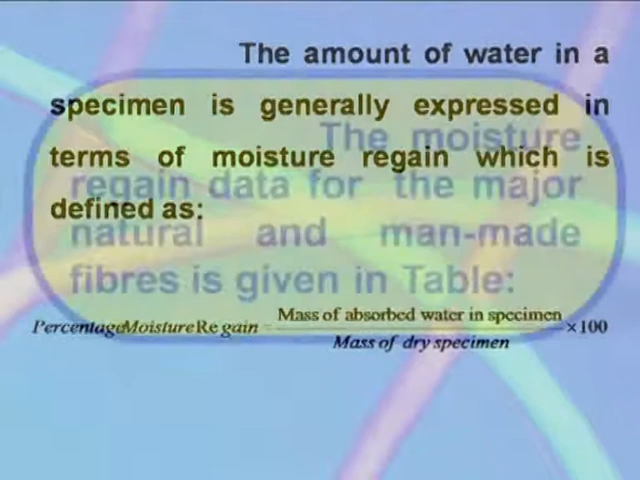 The amount of water in a
specimen is generally expressed in
terms of moisture regain which is
defined as:
The moisture
regain data for the major
natural and man-made
fibres is given in Table:
PercentageMoistureRe gain = Mass of absorbed water in specimen ×100
Mass of dry specimen